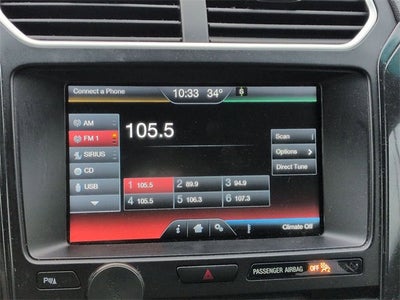 Connect a Phone 10:33 34° $
AM
FM 1
SIRIUS
CD
USB
105.5
Scan
Options >
Direct Tune
1 105.5 2 89.9 3 94.9
4 105.5 5 106.3 6 107.3
i Climate Off
P PASSENGER AIRBAG OFF